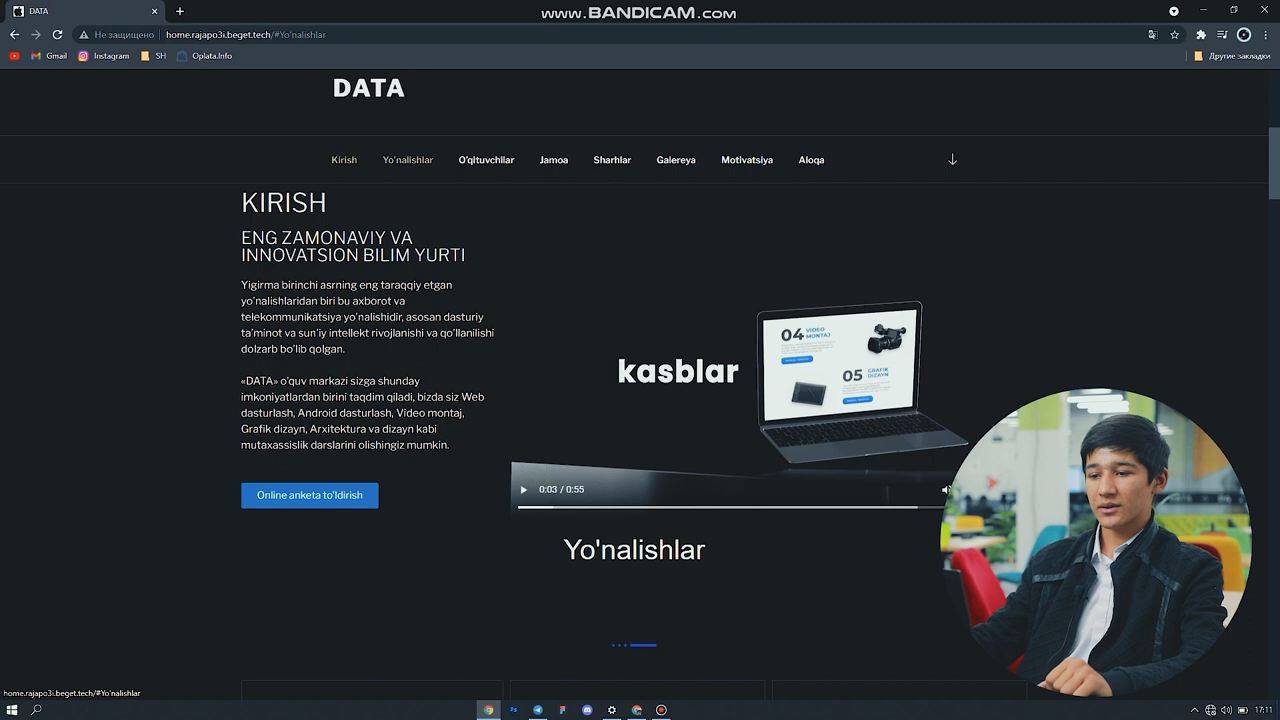 DATA
www.BANDICAM.com
Не защищено
home.rajapo3i.beget.tech/#Yo'nalishlar
Gmail
Instagram
SH
Oplata.Info
Другие закладки
DATA
Kirish
Yo'nalishlar
O'qituvchilar
Jamoa
Sharhlar
Galereya
Motivatsiya
Aloqa
KIRISH
ENG ZAMONAVIY VA
INNOVATSION BILIM YURTI
Yigirma birinchi asrning eng taraqqiy etgan
yo'nalishlaridan biri bu axborot va
telekommunikatsiya yo'nalishidir, asosan dasturiy
ta'minot va sun'iy intellekt rivojlanishi va qo'llanilishi
dolzarb bo'lib qolgan.
«DATA» o'quv markazi sizga shunday
imkoniyatlardan birini taqdim qiladi, bizda siz Web
dasturlash, Android dasturlash, Video montaj,
Grafik dizayn, Arxitektura va dizayn kabi
mutaxassislik darslarini olishingiz mumkin.
Online anketa to'ldirish
kasblar
04 VIDEO
MONTAJ
05 GRAFIK
DIZAYN
0:03 / 0:55
Yo'nalishlar
home.rajapo3i.beget.tech/#Yo'nalishlar
17:11